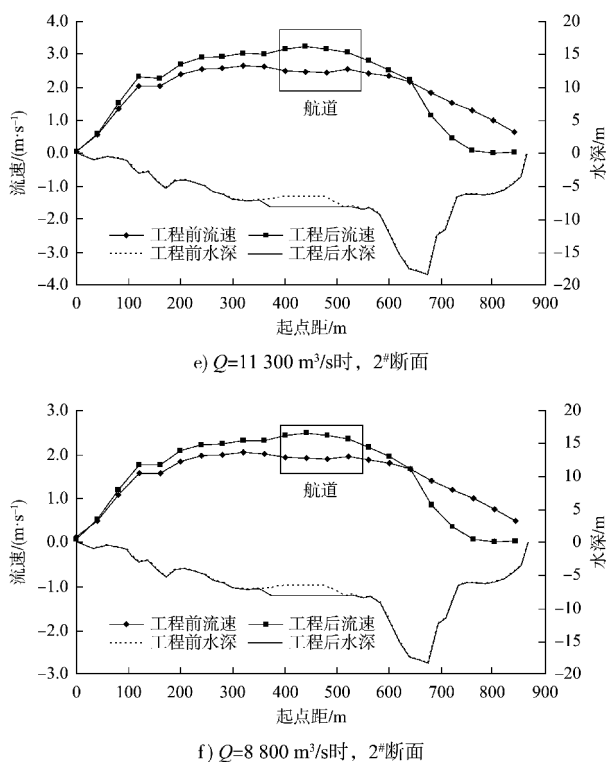 4.0 3.0 2.0 1.0 0.0 −1.0 −2.0 −3.0 −4.0
流速/(m·s⁻¹)
20 15 10 5 0 −5 −10 −15 −20
水深/m
航道
工程前流速 工程后流速
工程前水深 工程后水深
0 100 200 300 400 500 600 700 800 900
起点距/m
e) Q=11 300 m³/s时，2#断面
3.0 2.0 1.0 0.0 −1.0 −2.0 −3.0
流速/(m·s⁻¹)
20 15 10 5 0 −5 −10 −15 −20
水深/m
航道
工程前流速 工程后流速
工程前水深 工程后水深
0 100 200 300 400 500 600 700 800 900
起点距/m
f) Q=8 800 m³/s时，2#断面